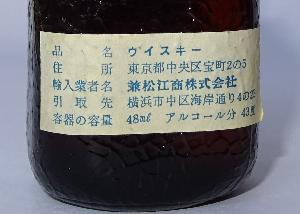 品名 ウイスキー
住所 東京都中央区宝町2の5
輸入業者名 兼松江商株式会社
引取先 横浜市中区海岸通り4の
容器の容量 48㎖ アルコール分 43度